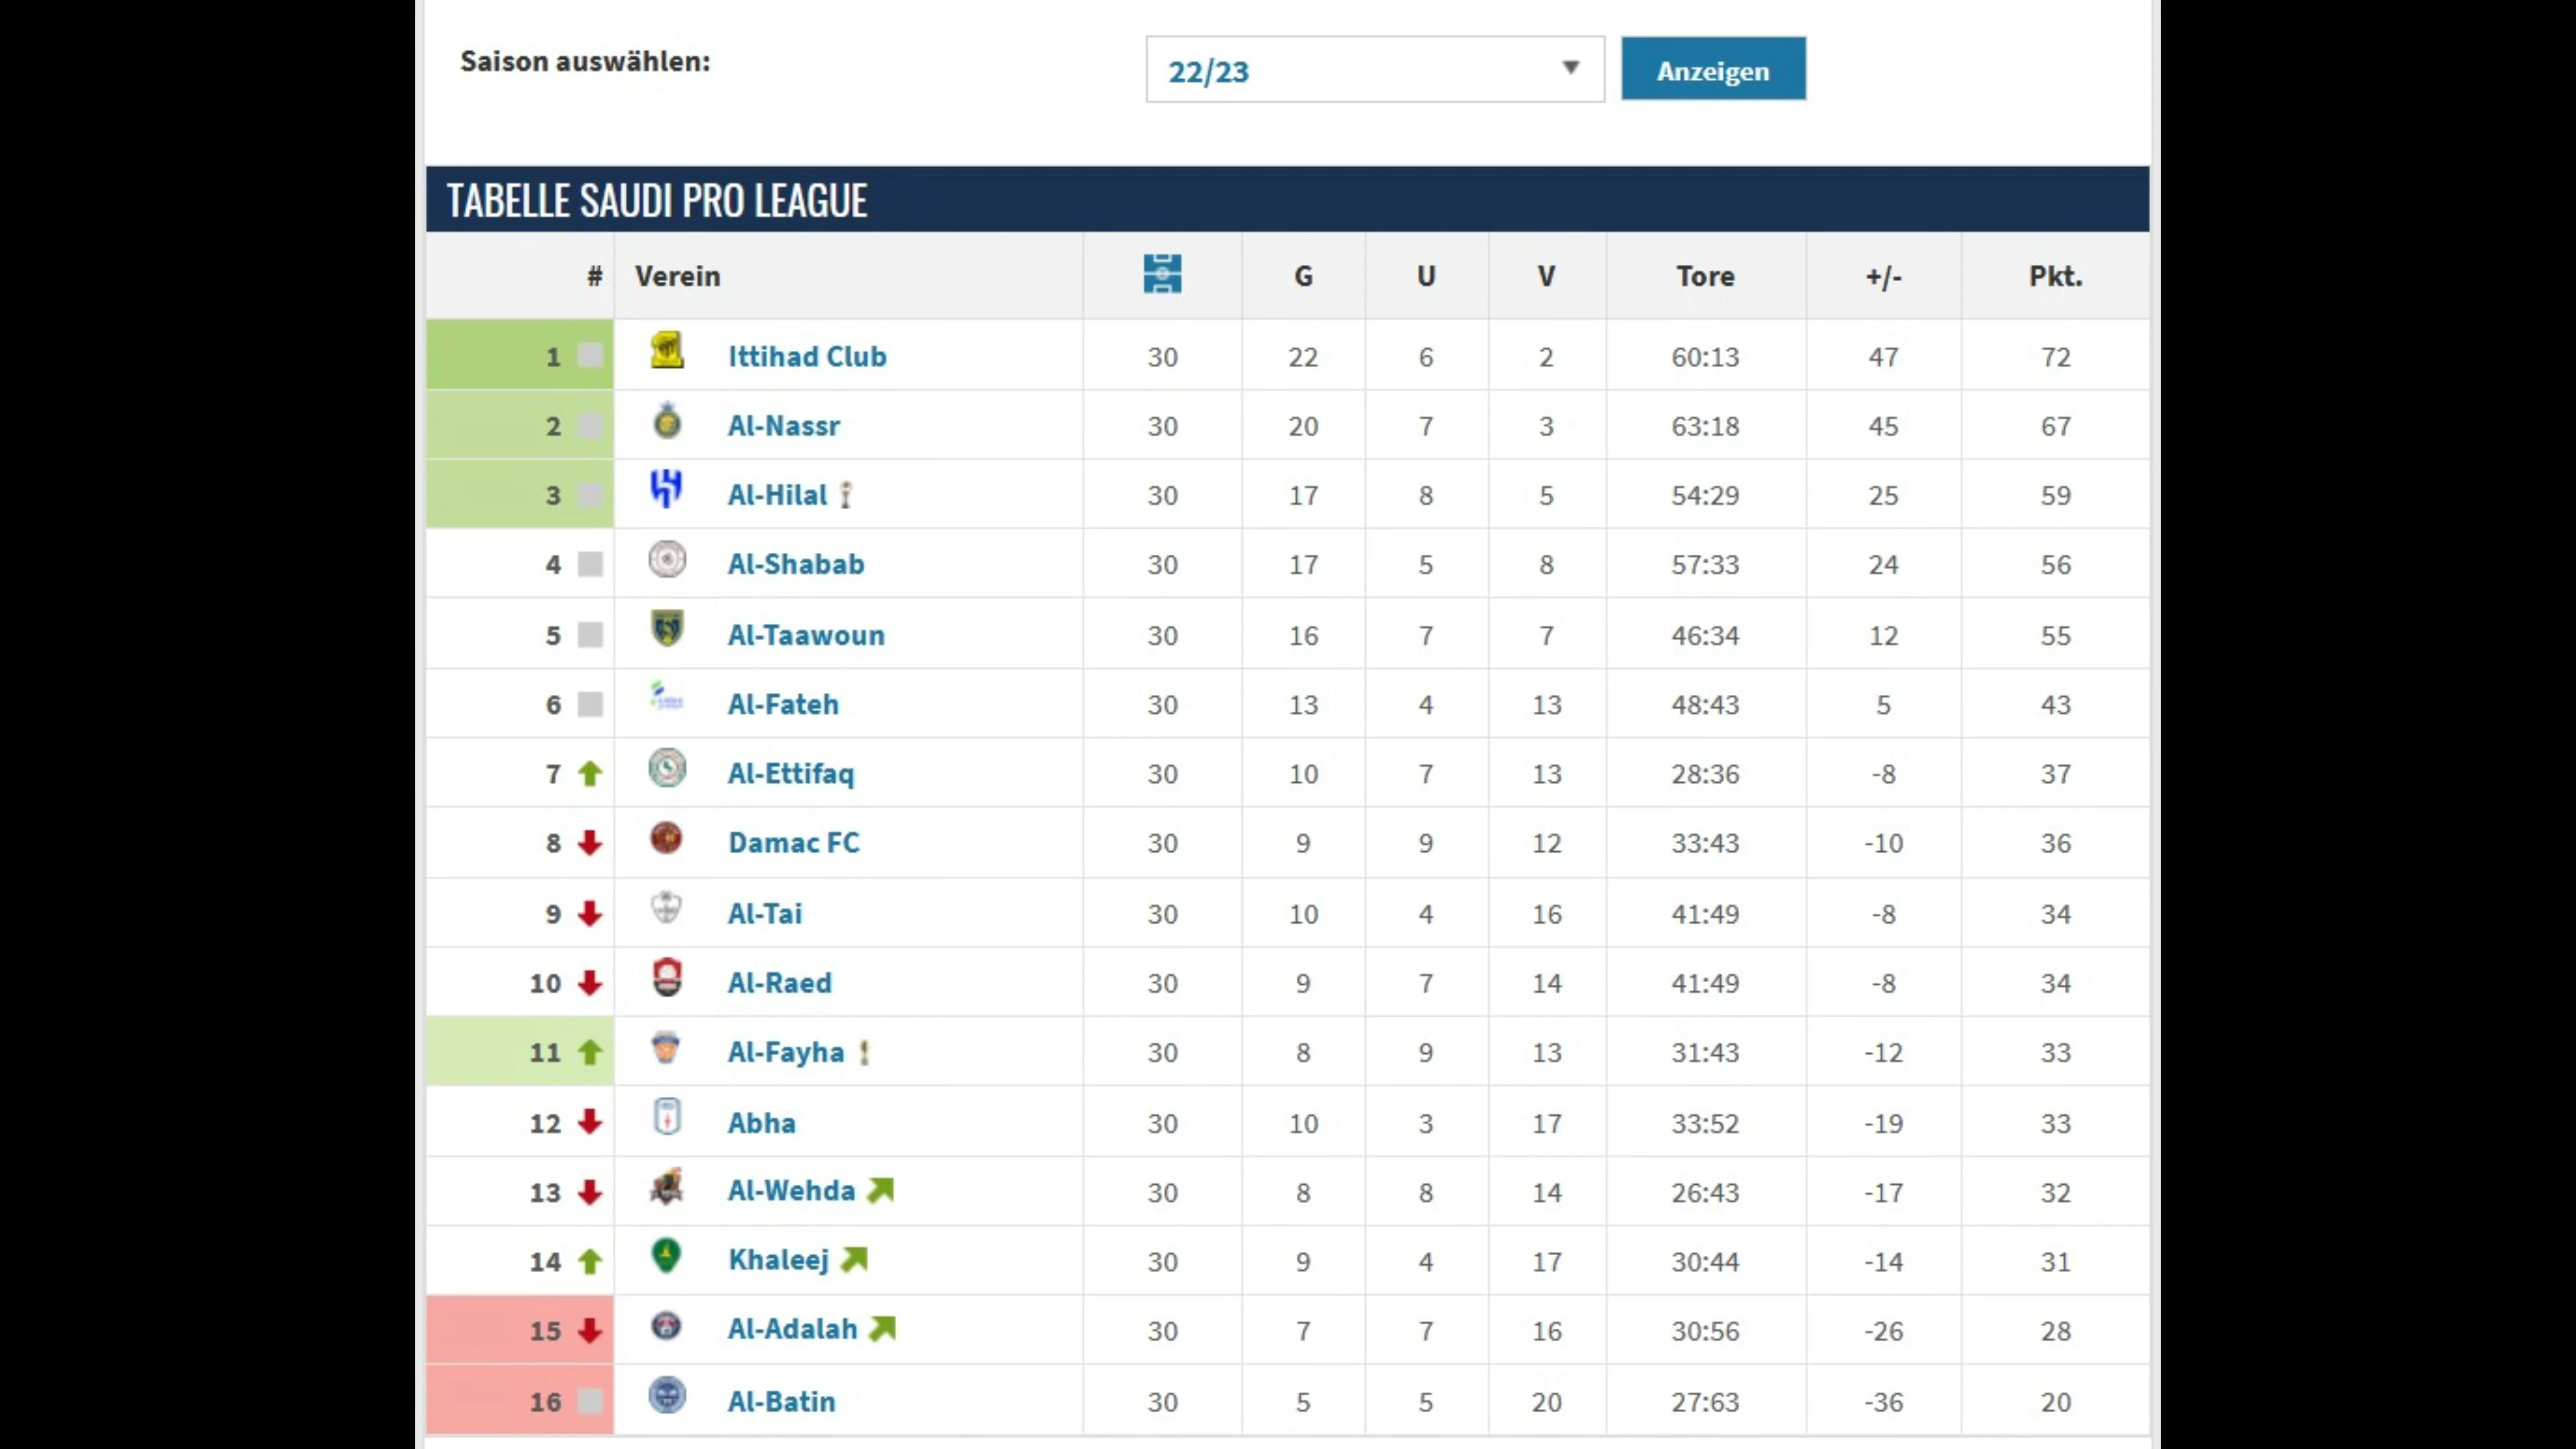 Saison auswählen: 22/23 Anzeigen
TABELLE SAUDI PRO LEAGUE
# Verein G U V Tore +/- Pkt.
1 Ittihad Club 30 22 6 2 60:13 47 72
2 Al-Nassr 30 20 7 3 63:18 45 67
3 Al-Hilal 30 17 8 5 54:29 25 59
4 Al-Shabab 30 17 5 8 57:33 24 56
5 Al-Taawoun 30 16 7 7 46:34 12 55
6 Al-Fateh 30 13 4 13 48:43 5 43
7 Al-Ettifaq 30 10 7 13 28:36 -8 37
8 Damac FC 30 9 9 12 33:43 -10 36
9 Al-Tai 30 10 4 16 41:49 -8 34
10 Al-Raed 30 9 7 14 41:49 -8 34
11 Al-Fayha 30 8 9 13 31:43 -12 33
12 Abha 30 10 3 17 33:52 -19 33
13 Al-Wehda 30 8 8 14 26:43 -17 32
14 Khaleej 30 9 4 17 30:44 -14 31
15 Al-Adalah 30 7 7 16 30:56 -26 28
16 Al-Batin 30 5 5 20 27:63 -36 20